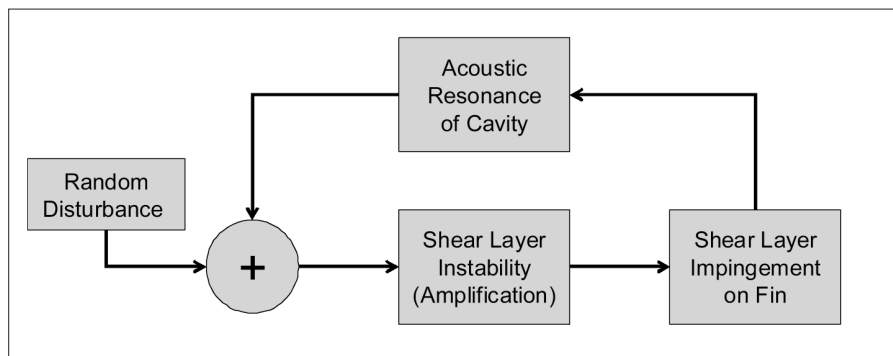 Acoustic
Resonance
of Cavity
Random
Disturbance
+
Shear Layer
Instability
(Amplification)
Shear Layer
Impingement
on Fin